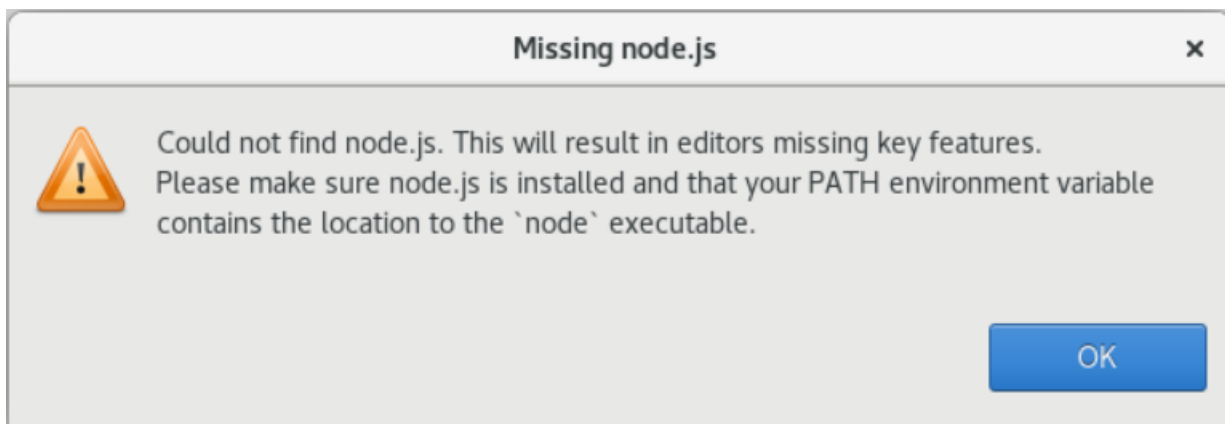 Missing node.js
Could not find node.js. This will result in editors missing key features.
Please make sure node.js is installed and that your PATH environment variable
contains the location to the `node` executable.
OK